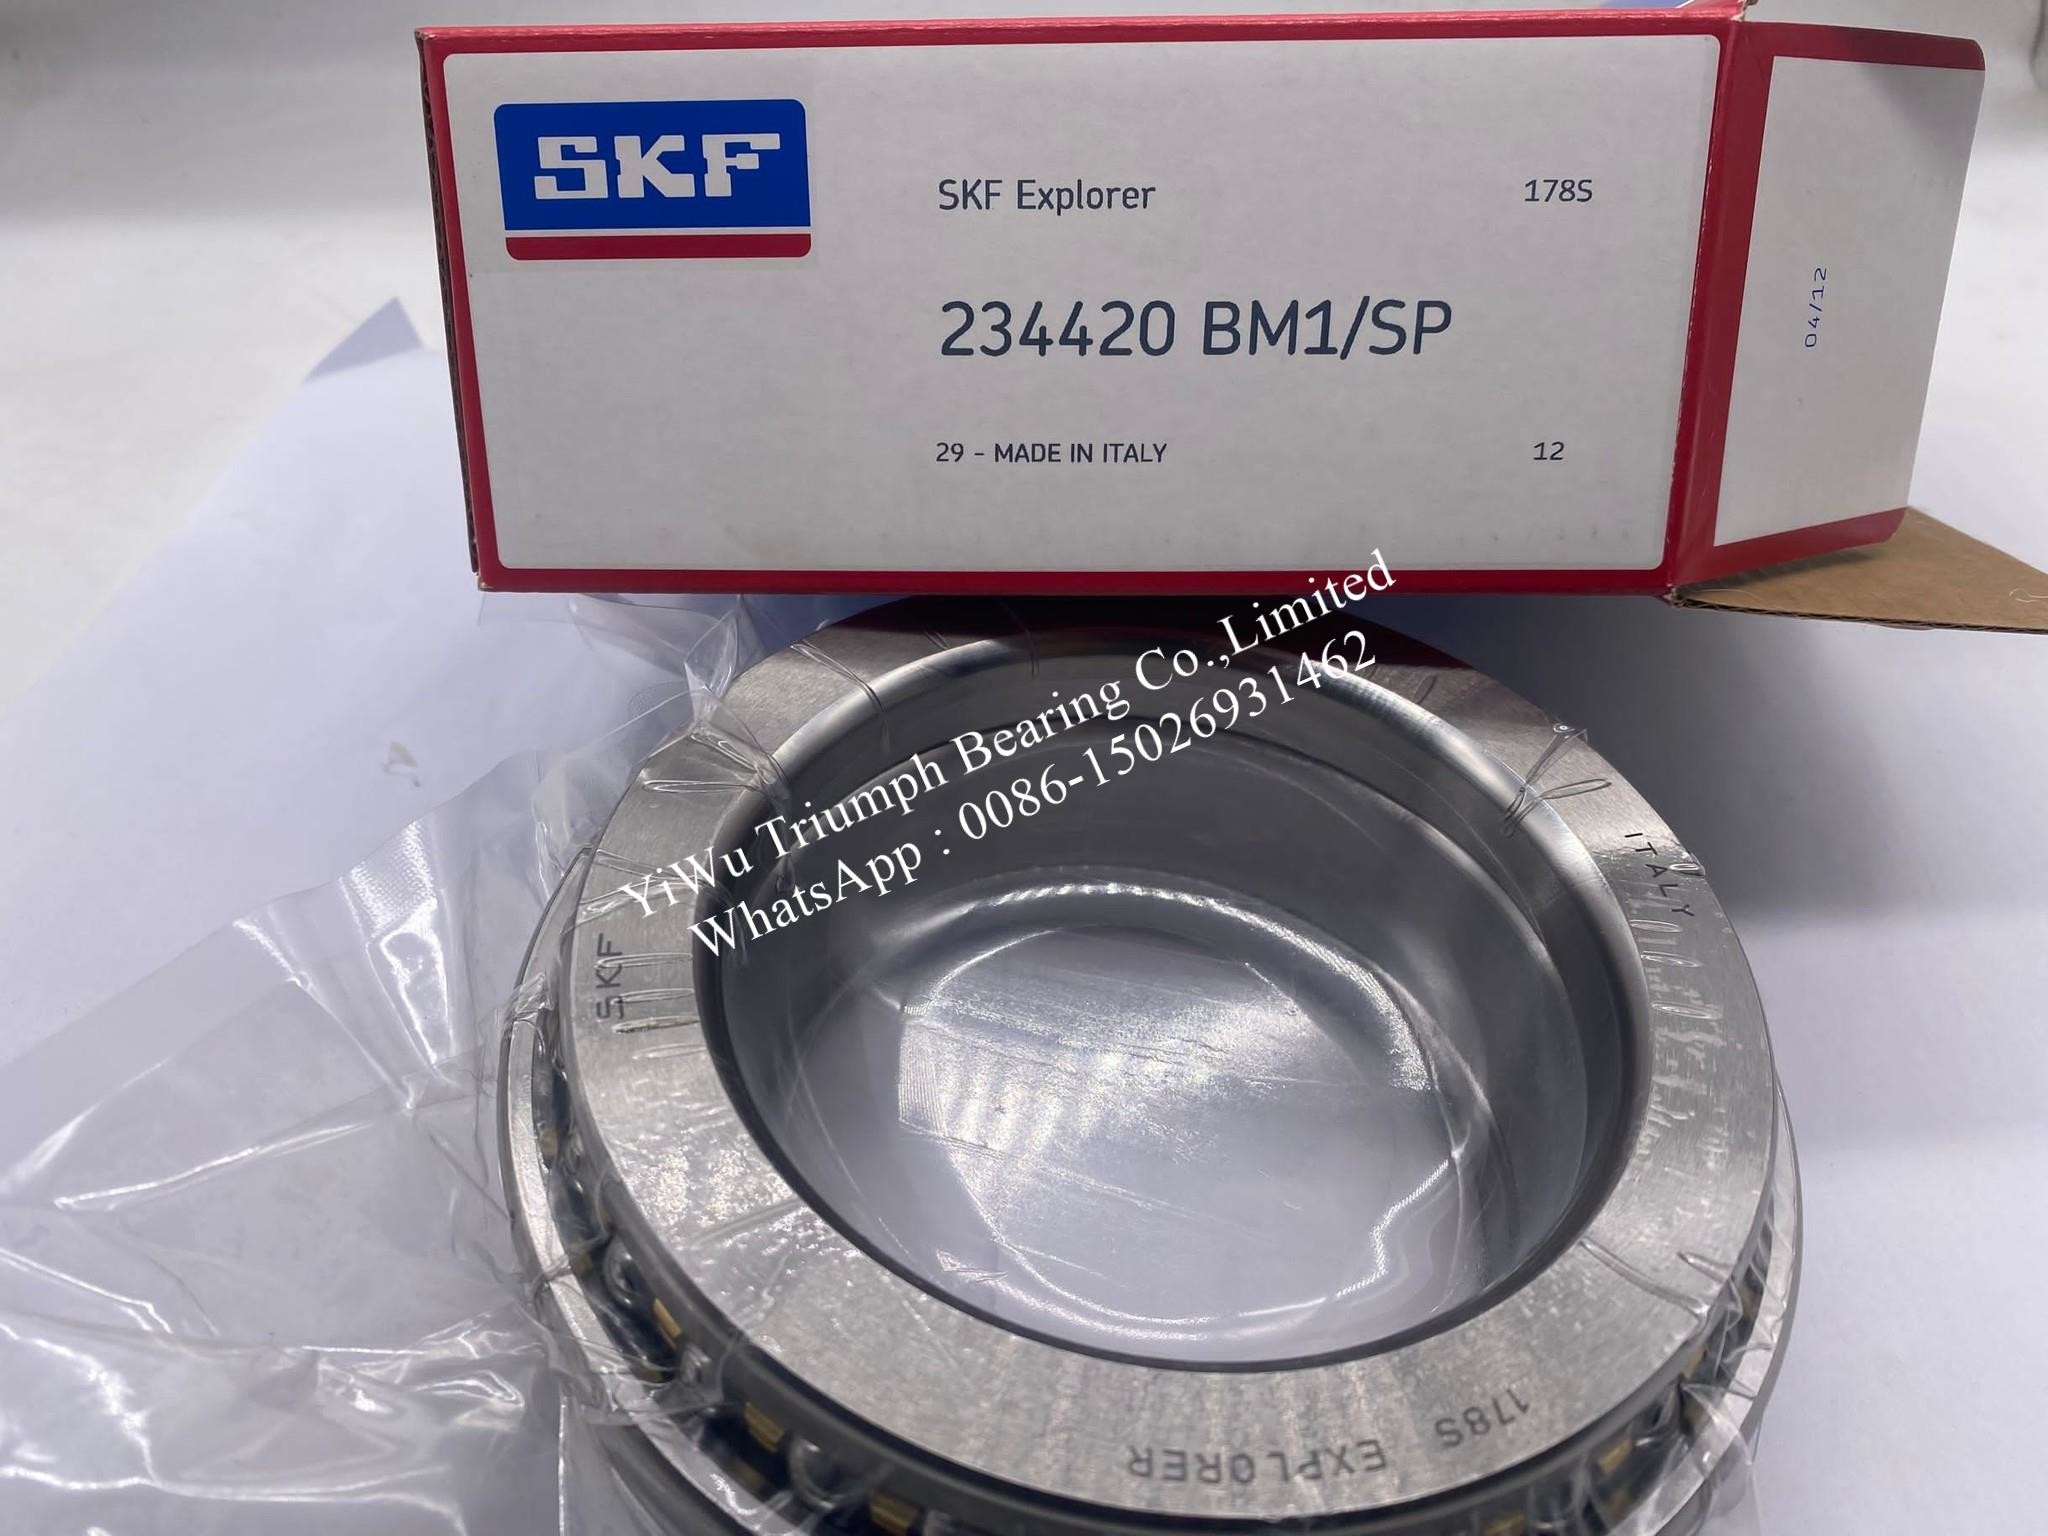 SKF
SKF Explorer 178S
234420 BM1/SP
29 - MADE IN ITALY 12
04/12
YiWu Triumph Bearing Co.,Limited
WhatsApp : 0086-15026931462
SKF
ITALY
EXPLORER 178S